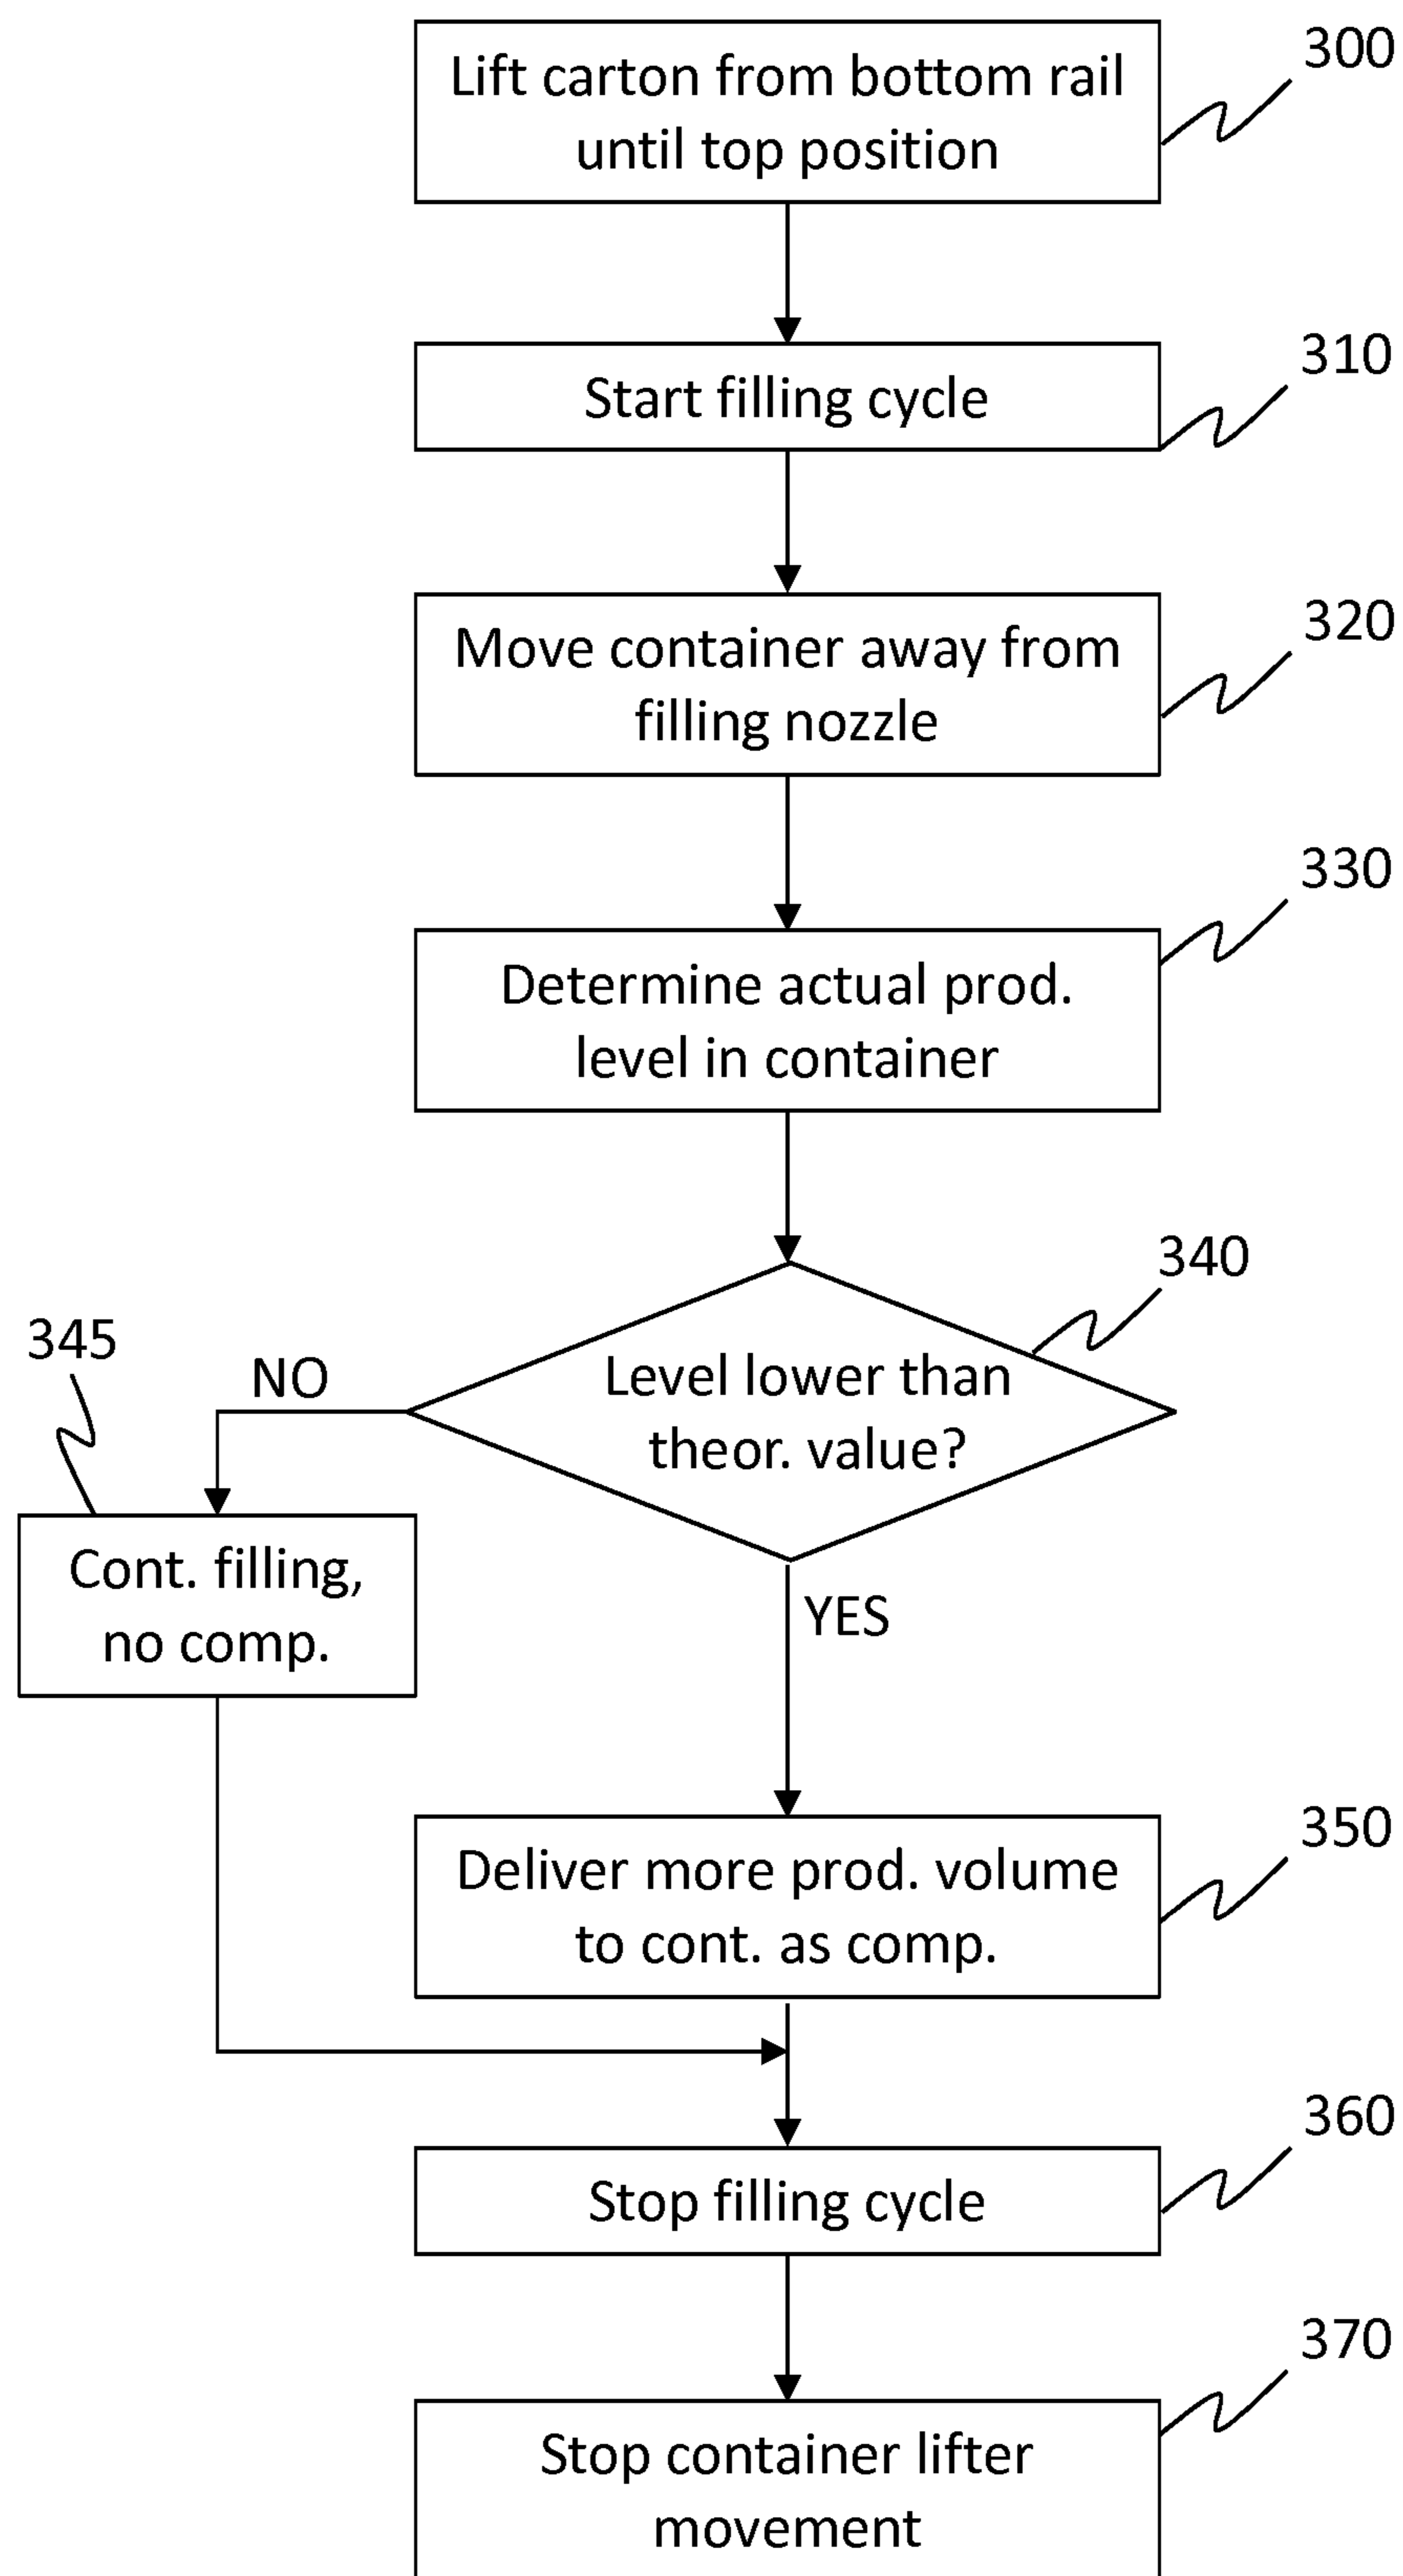 300
Lift carton from bottom rail
until top position
310
Start filling cycle
320
Move container away from
filling nozzle
330
Determine actual prod.
level in container
340
345
NO
Level lower than
theor. value?
Cont. filling,
no comp.
YES
350
Deliver more prod. volume
to cont. as comp.
360
Stop filling cycle
370
Stop container lifter
movement